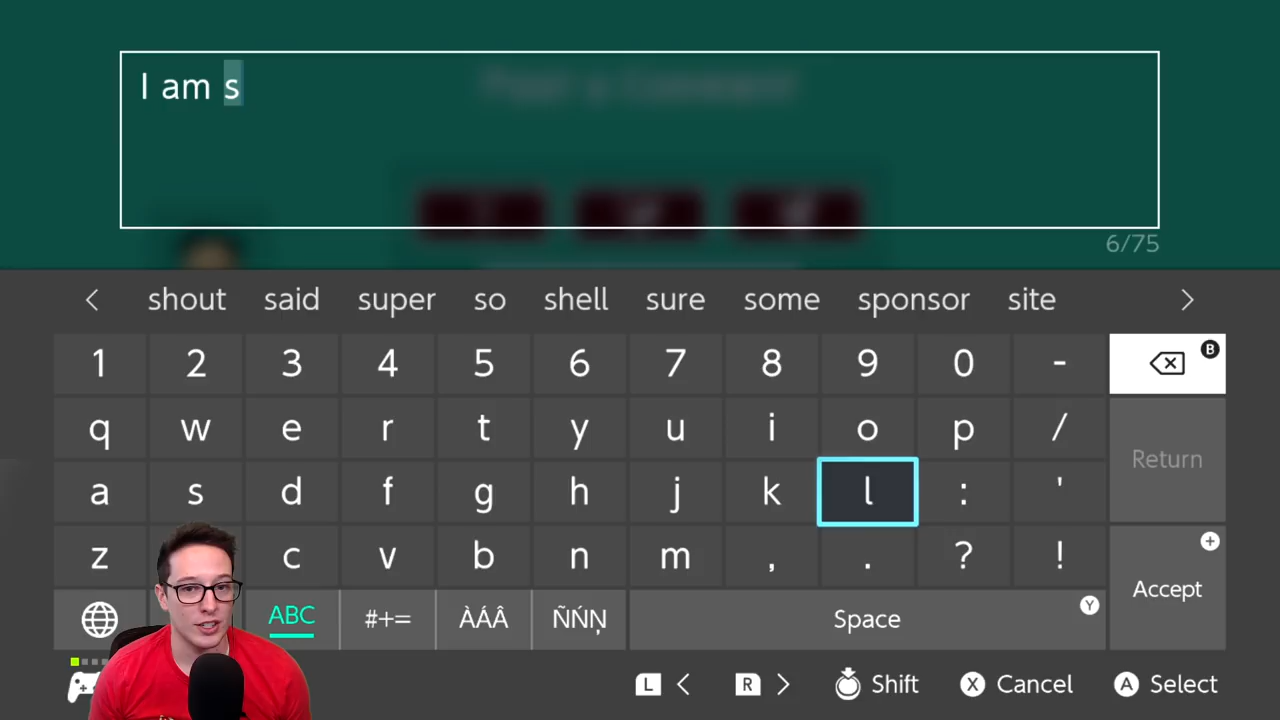 I am s
6/75
shout said super so shell sure some sponsor site
1 2 3 4 5 6 7 8 9 0 - B
q w e r t y u i o p / Return
a s d f g h j k l : '
z c v b n m , . ? ! + Accept
ABC #+= ÀÁÂ ÑŃŅ Space Y
L R Shift X Cancel A Select